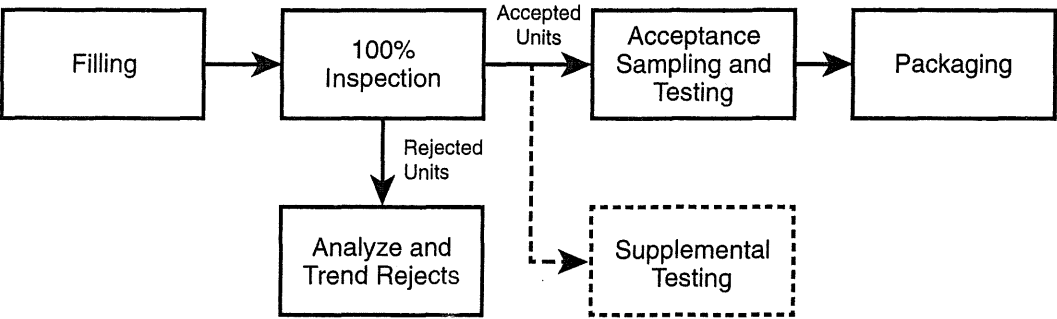 Filling
100%
Inspection
Accepted
Units
Acceptance
Sampling and
Testing
Packaging
Rejected
Units
Analyze and
Trend Rejects
Supplemental
Testing